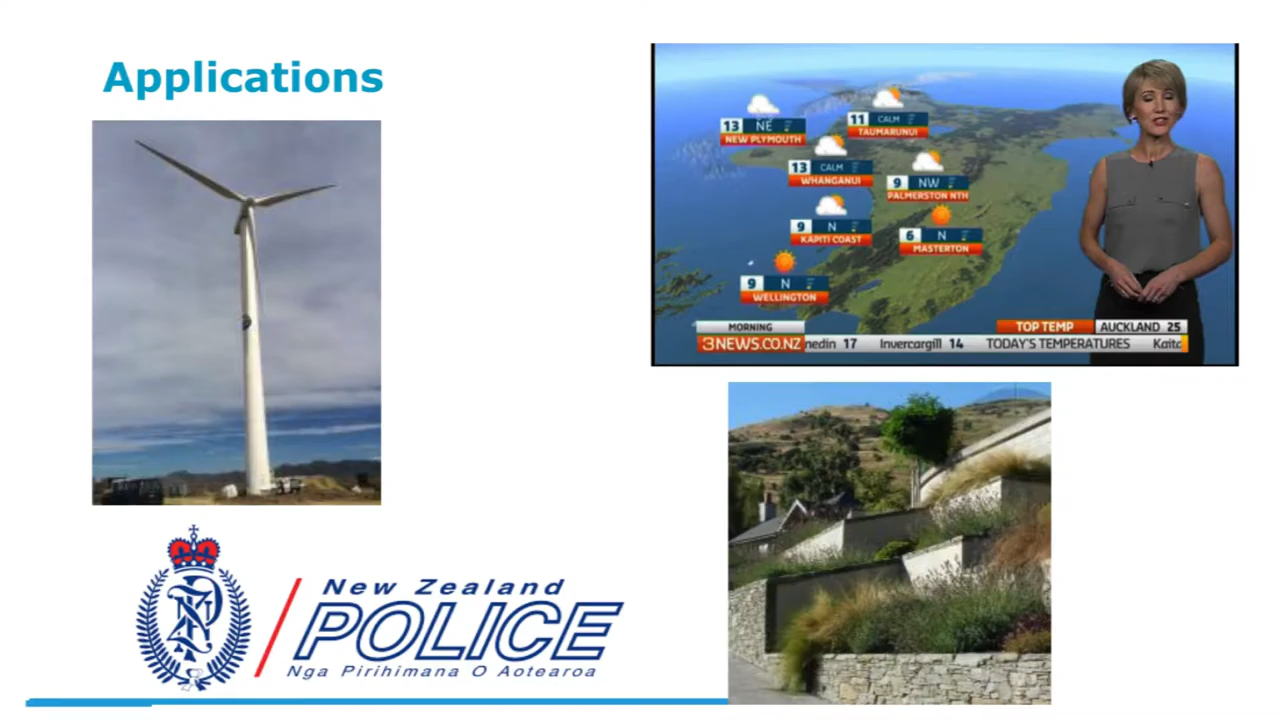 Applications
13 NE
NEW PLYMOUTH
11 CALM
TAUMARUNUI
13 CALM
WHANGANUI
9 NW
PALMERSTON NTH
9 N
KAPITI COAST
6 N
MASTERTON
9 N
WELLINGTON
MORNING
TOP TEMP AUCKLAND 25
3NEWS.CO.NZ nedin 17 Invercargill 14 TODAY'S TEMPERATURES Kaita
New Zealand
POLICE
Nga Pirihimana O Aotearoa